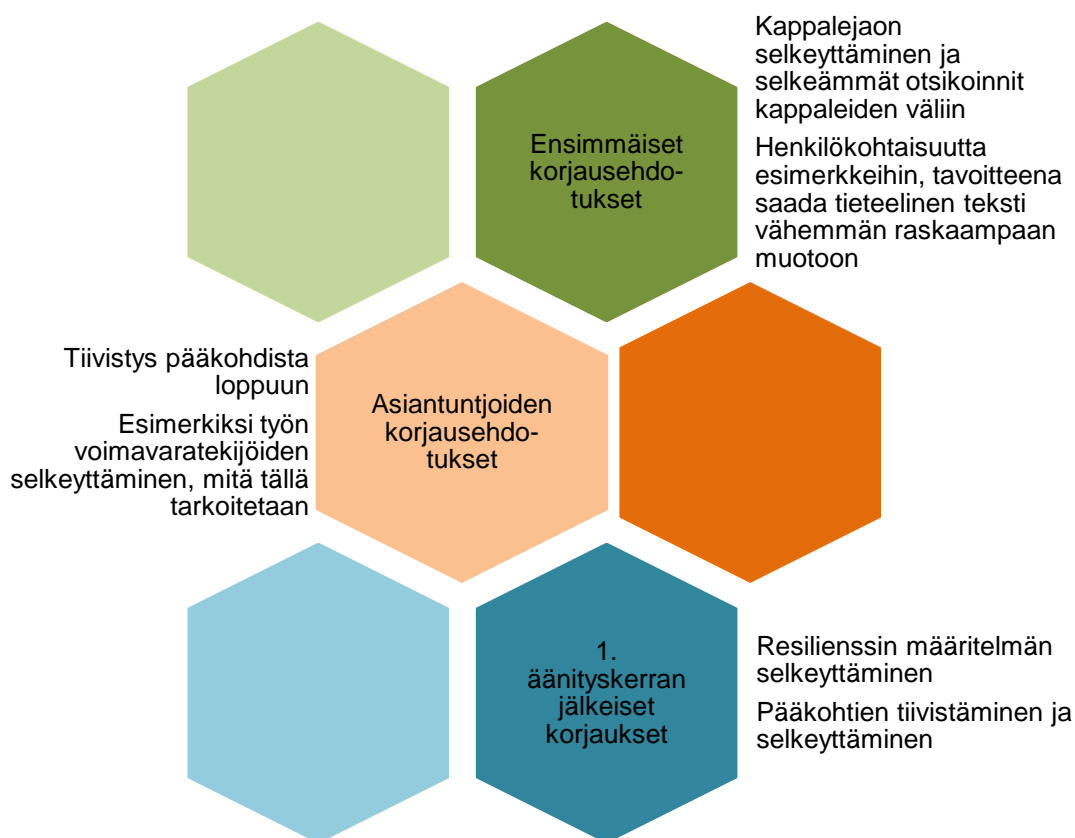 Ensimmäiset
korjausehdo-
tukset
Kappalejaon
selkeyttäminen ja
selkeämmät otsikoinnit
kappaleiden väliin
Henkilökohtaisuutta
esimerkkeihin, tavoitteena
saada tieteelinen teksti
vähemmän raskaampaan
muotoon
Tiivistys pääkohdista
loppuun
Esimerkiksi työn
voimavaratekijöiden
selkeyttäminen, mitä tällä
tarkoitetaan
Asiantuntjoiden
korjausehdo-
tukset
1.
äänityskerran
jälkeiset
korjaukset
Resilienssin määritelmän
selkeyttäminen
Pääkohtien tiivistäminen ja
selkeyttäminen